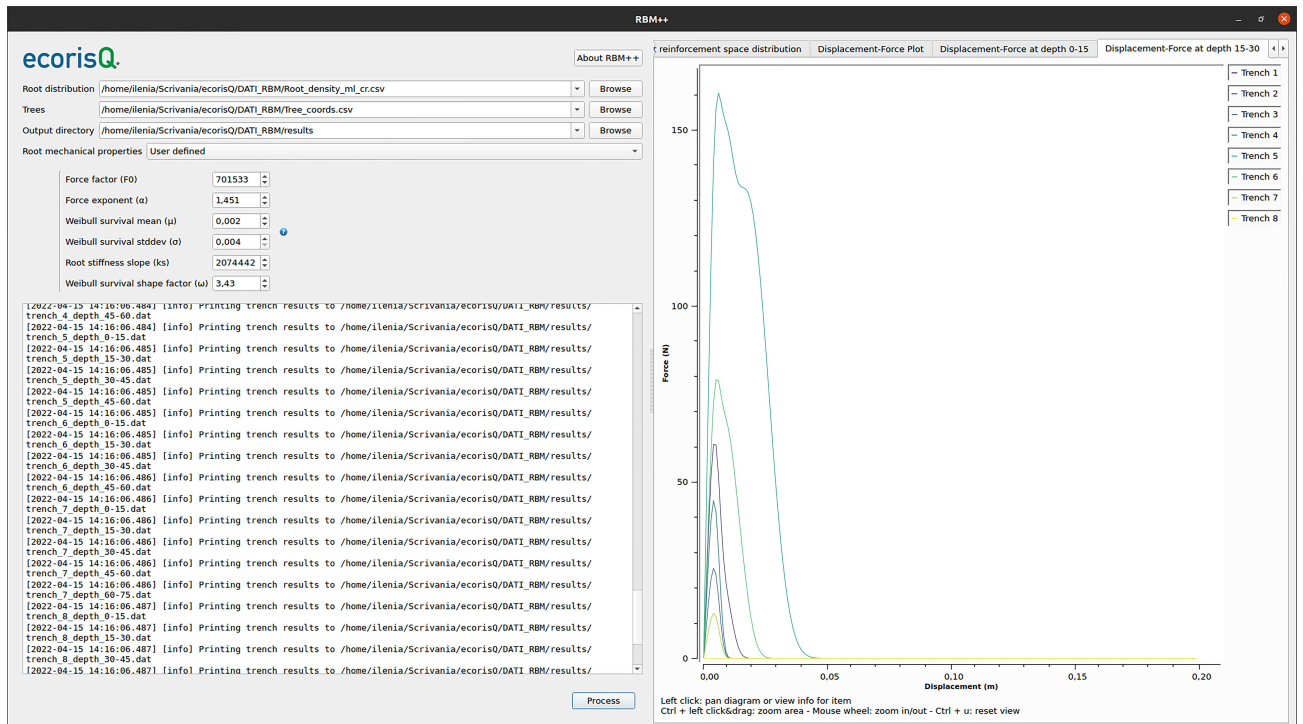 RBM++
ecorisQ
About RBM++
Root distribution /home/ilenia/Scrivania/ecorisQ/DATI_RBM/Root_density_ml_cr.csv Browse
Trees /home/ilenia/Scrivania/ecorisQ/DATI_RBM/Tree_coords.csv Browse
Output directory /home/ilenia/Scrivania/ecorisQ/DATI_RBM/results Browse
Root mechanical properties User defined
Force factor (F0) 701533
Force exponent (α) 1,451
Weibull survival mean (μ) 0,002
Weibull survival stddev (σ) 0,004
Root stiffness slope (ks) 2074442
Weibull survival shape factor (ω) 3,43
?
[2022-04-15 14:16:06.484] [info] Printing trench results to /home/ilenia/Scrivania/ecorisQ/DATI_RBM/results/
trench_4_depth_45-60.dat
[2022-04-15 14:16:06.484] [info] Printing trench results to /home/ilenia/Scrivania/ecorisQ/DATI_RBM/results/
trench_5_depth_0-15.dat
[2022-04-15 14:16:06.485] [info] Printing trench results to /home/ilenia/Scrivania/ecorisQ/DATI_RBM/results/
trench_5_depth_15-30.dat
[2022-04-15 14:16:06.485] [info] Printing trench results to /home/ilenia/Scrivania/ecorisQ/DATI_RBM/results/
trench_5_depth_30-45.dat
[2022-04-15 14:16:06.485] [info] Printing trench results to /home/ilenia/Scrivania/ecorisQ/DATI_RBM/results/
trench_5_depth_45-60.dat
[2022-04-15 14:16:06.485] [info] Printing trench results to /home/ilenia/Scrivania/ecorisQ/DATI_RBM/results/
trench_6_depth_0-15.dat
[2022-04-15 14:16:06.485] [info] Printing trench results to /home/ilenia/Scrivania/ecorisQ/DATI_RBM/results/
trench_6_depth_15-30.dat
[2022-04-15 14:16:06.485] [info] Printing trench results to /home/ilenia/Scrivania/ecorisQ/DATI_RBM/results/
trench_6_depth_30-45.dat
[2022-04-15 14:16:06.486] [info] Printing trench results to /home/ilenia/Scrivania/ecorisQ/DATI_RBM/results/
trench_6_depth_45-60.dat
[2022-04-15 14:16:06.486] [info] Printing trench results to /home/ilenia/Scrivania/ecorisQ/DATI_RBM/results/
trench_7_depth_0-15.dat
[2022-04-15 14:16:06.486] [info] Printing trench results to /home/ilenia/Scrivania/ecorisQ/DATI_RBM/results/
trench_7_depth_15-30.dat
[2022-04-15 14:16:06.486] [info] Printing trench results to /home/ilenia/Scrivania/ecorisQ/DATI_RBM/results/
trench_7_depth_30-45.dat
[2022-04-15 14:16:06.486] [info] Printing trench results to /home/ilenia/Scrivania/ecorisQ/DATI_RBM/results/
trench_7_depth_45-60.dat
[2022-04-15 14:16:06.486] [info] Printing trench results to /home/ilenia/Scrivania/ecorisQ/DATI_RBM/results/
trench_7_depth_60-75.dat
[2022-04-15 14:16:06.487] [info] Printing trench results to /home/ilenia/Scrivania/ecorisQ/DATI_RBM/results/
trench_8_depth_0-15.dat
[2022-04-15 14:16:06.487] [info] Printing trench results to /home/ilenia/Scrivania/ecorisQ/DATI_RBM/results/
trench_8_depth_15-30.dat
[2022-04-15 14:16:06.487] [info] Printing trench results to /home/ilenia/Scrivania/ecorisQ/DATI_RBM/results/
trench_8_depth_30-45.dat
[2022-04-15 14:16:06.487] [info] Printing trench results to /home/ilenia/Scrivania/ecorisQ/DATI_RBM/results/
Process
reinforcement space distribution Displacement-Force Plot Displacement-Force at depth 0-15 Displacement-Force at depth 15-30
Trench 1
Trench 2
Trench 3
Trench 4
Trench 5
Trench 6
Trench 7
Trench 8
150
100
50
0
Force (N)
0,00 0,05 0,10 0,15 0,20
Displacement (m)
Left click: pan diagram or view info for item
Ctrl + left click&drag: zoom area - Mouse wheel: zoom in/out - Ctrl + u: reset view